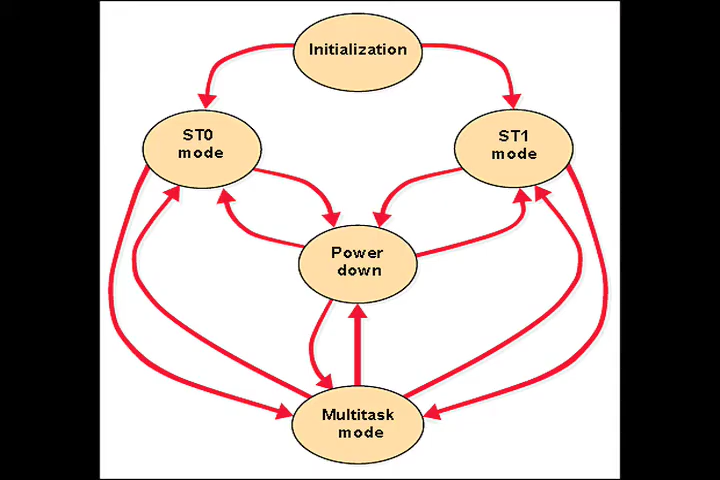 Initialization
ST0
mode
ST1
mode
Power
down
Multitask
mode